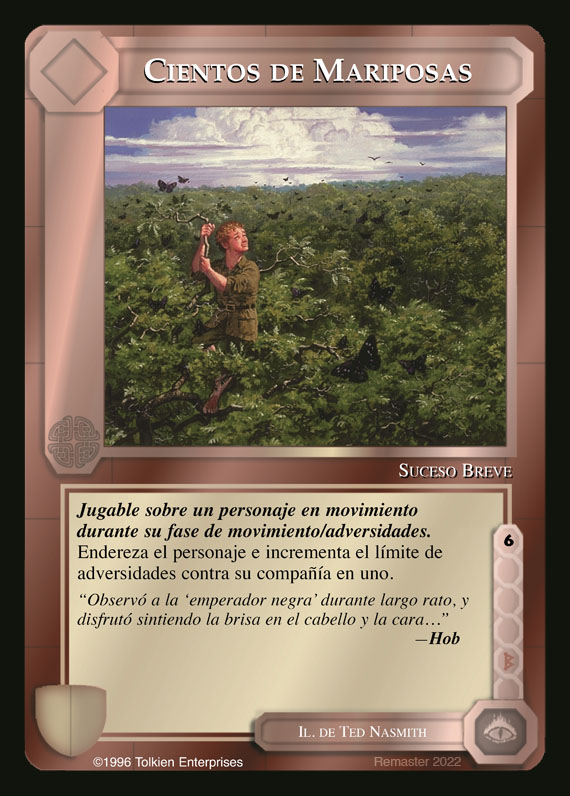 CIENTOS DE MARIPOSAS
SUCESO BREVE
Jugable sobre un personaje en movimiento
durante su fase de movimiento/adversidades.
Endereza el personaje e incrementa el límite de
adversidades contra su compañía en uno.
“Observó a la ‘emperador negra’ durante largo rato, y
disfrutó sintiendo la brisa en el cabello y la cara…”
—Hob
6
IL. DE TED NASMITH
©1996 Tolkien Enterprises
Remaster 2022